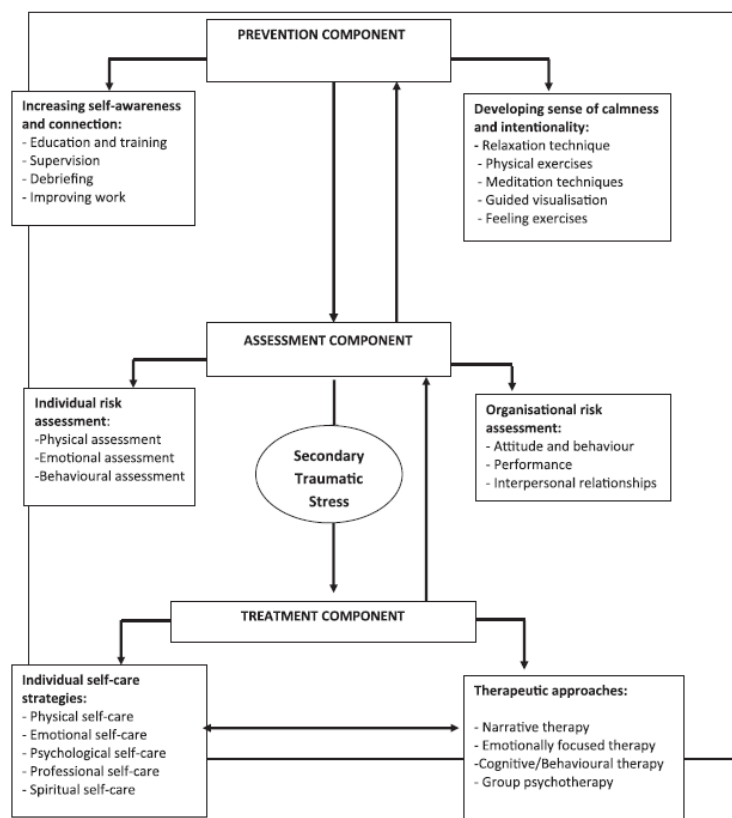 PREVENTION COMPONENT
Increasing self-awareness
and connection:
- Education and training
- Supervision
- Debriefing
- Improving work
Developing sense of calmness
and intentionality:
- Relaxation technique
- Physical exercises
- Meditation techniques
- Guided visualisation
- Feeling exercises
ASSESSMENT COMPONENT
Individual risk
assessment:
-Physical assessment
-Emotional assessment
-Behavioural assessment
Secondary
Traumatic
Stress
Organisational risk
assessment:
- Attitude and behaviour
- Performance
- Interpersonal relationships
TREATMENT COMPONENT
Individual self-care
strategies:
- Physical self-care
- Emotional self-care
- Psychological self-care
- Professional self-care
- Spiritual self-care
Therapeutic approaches:
- Narrative therapy
- Emotionally focused therapy
-Cognitive/Behavioural therapy
- Group psychotherapy